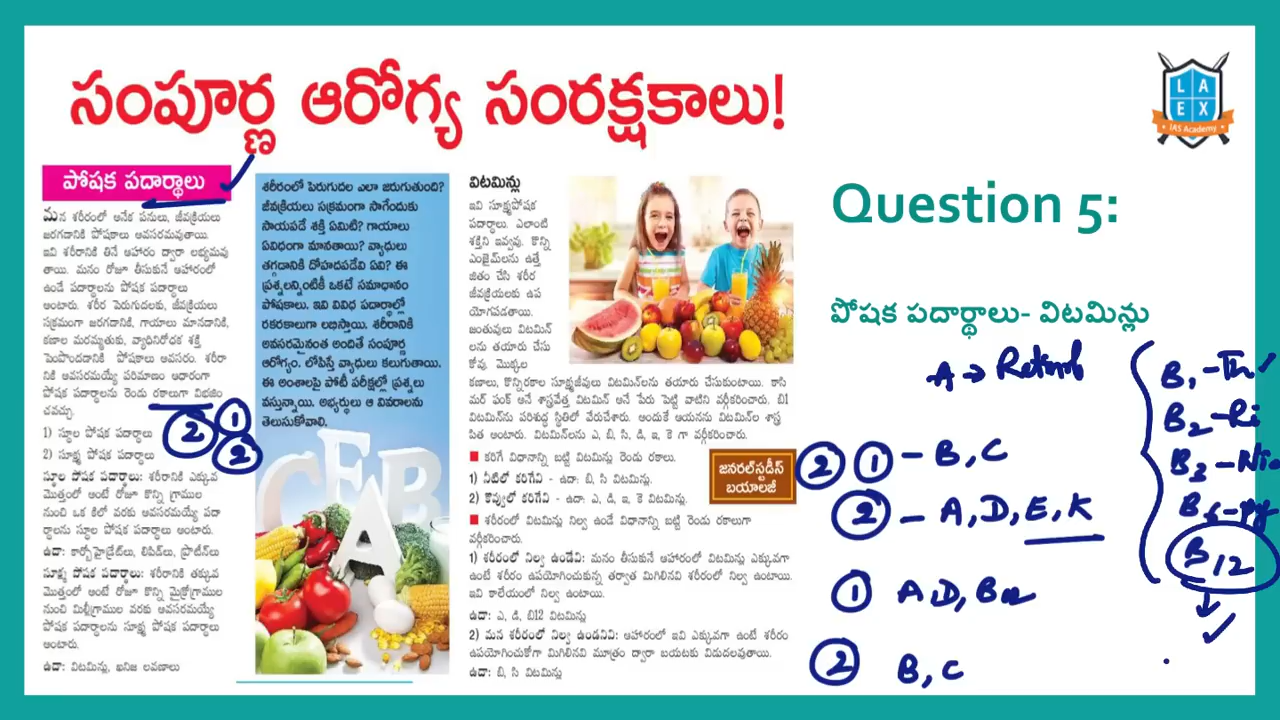 సంపూర్ణ ఆరోగ్య సంరక్షకాలు!
L A
E X
IAS Academy
పోషక పదార్థాలు
మన శరీరంలో అనేక పనులు, జీవక్రియలు
జరగడానికి పోషకాలు అవసరమవుతాయి.
ఇవి శరీరానికి తినే ఆహారం ద్వారా లభ్యమవు
తాయి. మనం రోజూ తీసుకునే ఆహారంలో
ఉండే పదార్థాలను పోషక పదార్థాలు
అంటారు. శరీర పెరుగుదలకు, జీవక్రియలు
సక్రమంగా జరగడానికి, గాయాలు మానడానికి,
కణాల మరమ్మతుకు, వ్యాధినిరోధక శక్తి
పెంపొందడానికి పోషకాలు అవసరం. శరీరా
నికి అవసరమయ్యే పరిమాణం ఆధారంగా
పోషక పదార్థాలను రెండు రకాలుగా విభజిం
చవచ్చు.
1) స్థూల పోషక పదార్థాలు
2) సూక్ష్మ పోషక పదార్థాలు
స్థూల పోషక పదార్థాలు: శరీరానికి ఎక్కువ
మొత్తంలో అంటే రోజూ కొన్ని గ్రాముల
నుంచి ఒక కిలో వరకు అవసరమయ్యే పదా
ర్థాలను స్థూల పోషక పదార్థాలు అంటారు.
ఉదా: కార్బోహైడ్రేట్‌లు, లిపిడ్‌లు, ప్రొటీన్‌లు
సూక్ష్మ పోషక పదార్థాలు: శరీరానికి తక్కువ
మొత్తంలో అంటే రోజూ కొన్ని మైక్రోగ్రాముల
నుంచి మిల్లీగ్రాముల వరకు అవసరమయ్యే
పోషక పదార్థాలను సూక్ష్మ పోషక పదార్థాలు
అంటారు.
ఉదా: విటమిన్లు, ఖనిజ లవణాలు
శరీరంలో పెరుగుదల ఎలా జరుగుతుంది?
జీవక్రియలు సక్రమంగా సాగేందుకు
సాయపడే శక్తి ఏమిటి? గాయాలు
ఏవిధంగా మానతాయి? వ్యాధులు
తగ్గడానికి దోహదపడేవి ఏవి? ఈ
ప్రశ్నలన్నింటికీ ఒకటే సమాధానం
పోషకాలు. ఇవి వివిధ పదార్థాల్లో
రకరకాలుగా లభిస్తాయి. శరీరానికి
అవసరమైనంత అందితే సంపూర్ణ
ఆరోగ్యం. లోపిస్తే వ్యాధులు కలుగుతాయి.
ఈ అంశాలపై పోటీ పరీక్షల్లో ప్రశ్నలు
వస్తున్నాయి. అభ్యర్థులు ఆ వివరాలను
తెలుసుకోవాలి.
C E B
A
విటమిన్లు
ఇవి సూక్ష్మపోషక
పదార్థాలు. ఎలాంటి
శక్తిని ఇవ్వవు. కొన్ని
ఎంజైమ్‌లను ఉత్తే
జితం చేసి శరీర
జీవక్రియలకు ఉప
యోగపడతాయి.
జంతువులు విటమిన్‌
లను తయారు చేసు
కోవు. మొక్కల
కణాలు, కొన్నిరకాల సూక్ష్మజీవులు విటమిన్‌లను తయారు చేసుకుంటాయి. కాసి
మర్‌ ఫంక్‌ అనే శాస్త్రవేత్త విటమిన్‌ అనే పేరు పెట్టి వాటిని వర్గీకరించారు. బి1
విటమిన్‌ను పరిశుద్ధ స్థితిలో వేరుచేశారు. అందుకే ఆయనను విటమిన్‌ల శాస్త్ర
పిత అంటారు. విటమిన్‌లను ఎ, బి, సి, డి, ఇ, కె గా వర్గీకరించారు.
కరిగే విధానాన్ని బట్టి విటమిన్లు రెండు రకాలు.
1) నీటిలో కరిగేవి - ఉదా: బి, సి విటమిన్లు.
2) కొవ్వులో కరిగేవి - ఉదా: ఎ, డి, ఇ, కె విటమిన్లు.
జనరల్‌స్టడీస్‌
బయాలజీ
శరీరంలో విటమిన్లు నిల్వ ఉండే విధానాన్ని బట్టి రెండు రకాలుగా
వర్గీకరించారు.
1) శరీరంలో నిల్వ ఉండేవి: మనం తీసుకునే ఆహారంలో విటమిన్లు ఎక్కువగా
ఉంటే శరీరం ఉపయోగించుకున్న తర్వాత మిగిలినవి శరీరంలో నిల్వ ఉంటాయి.
ఇవి కాలేయంలో నిల్వ ఉంటాయి.
ఉదా: ఎ, డి, బి12 విటమిన్లు
2) మన శరీరంలో నిల్వ ఉండనివి: ఆహారంలో ఇవి ఎక్కువగా ఉంటే శరీరం
ఉపయోగించుకోగా మిగిలినవి మూత్రం ద్వారా బయటకు విడుదలవుతాయి.
ఉదా: బి, సి విటమిన్లు
Question 5:
పోషక పదార్థాలు- విటమిన్లు
A →
B1 - Th
B2 - Ri
B3 - Ni
B6 - py
B12
2 1
2
2 1 - B, C
2 - A, D, E, K
1 A D, B12
2 B, C